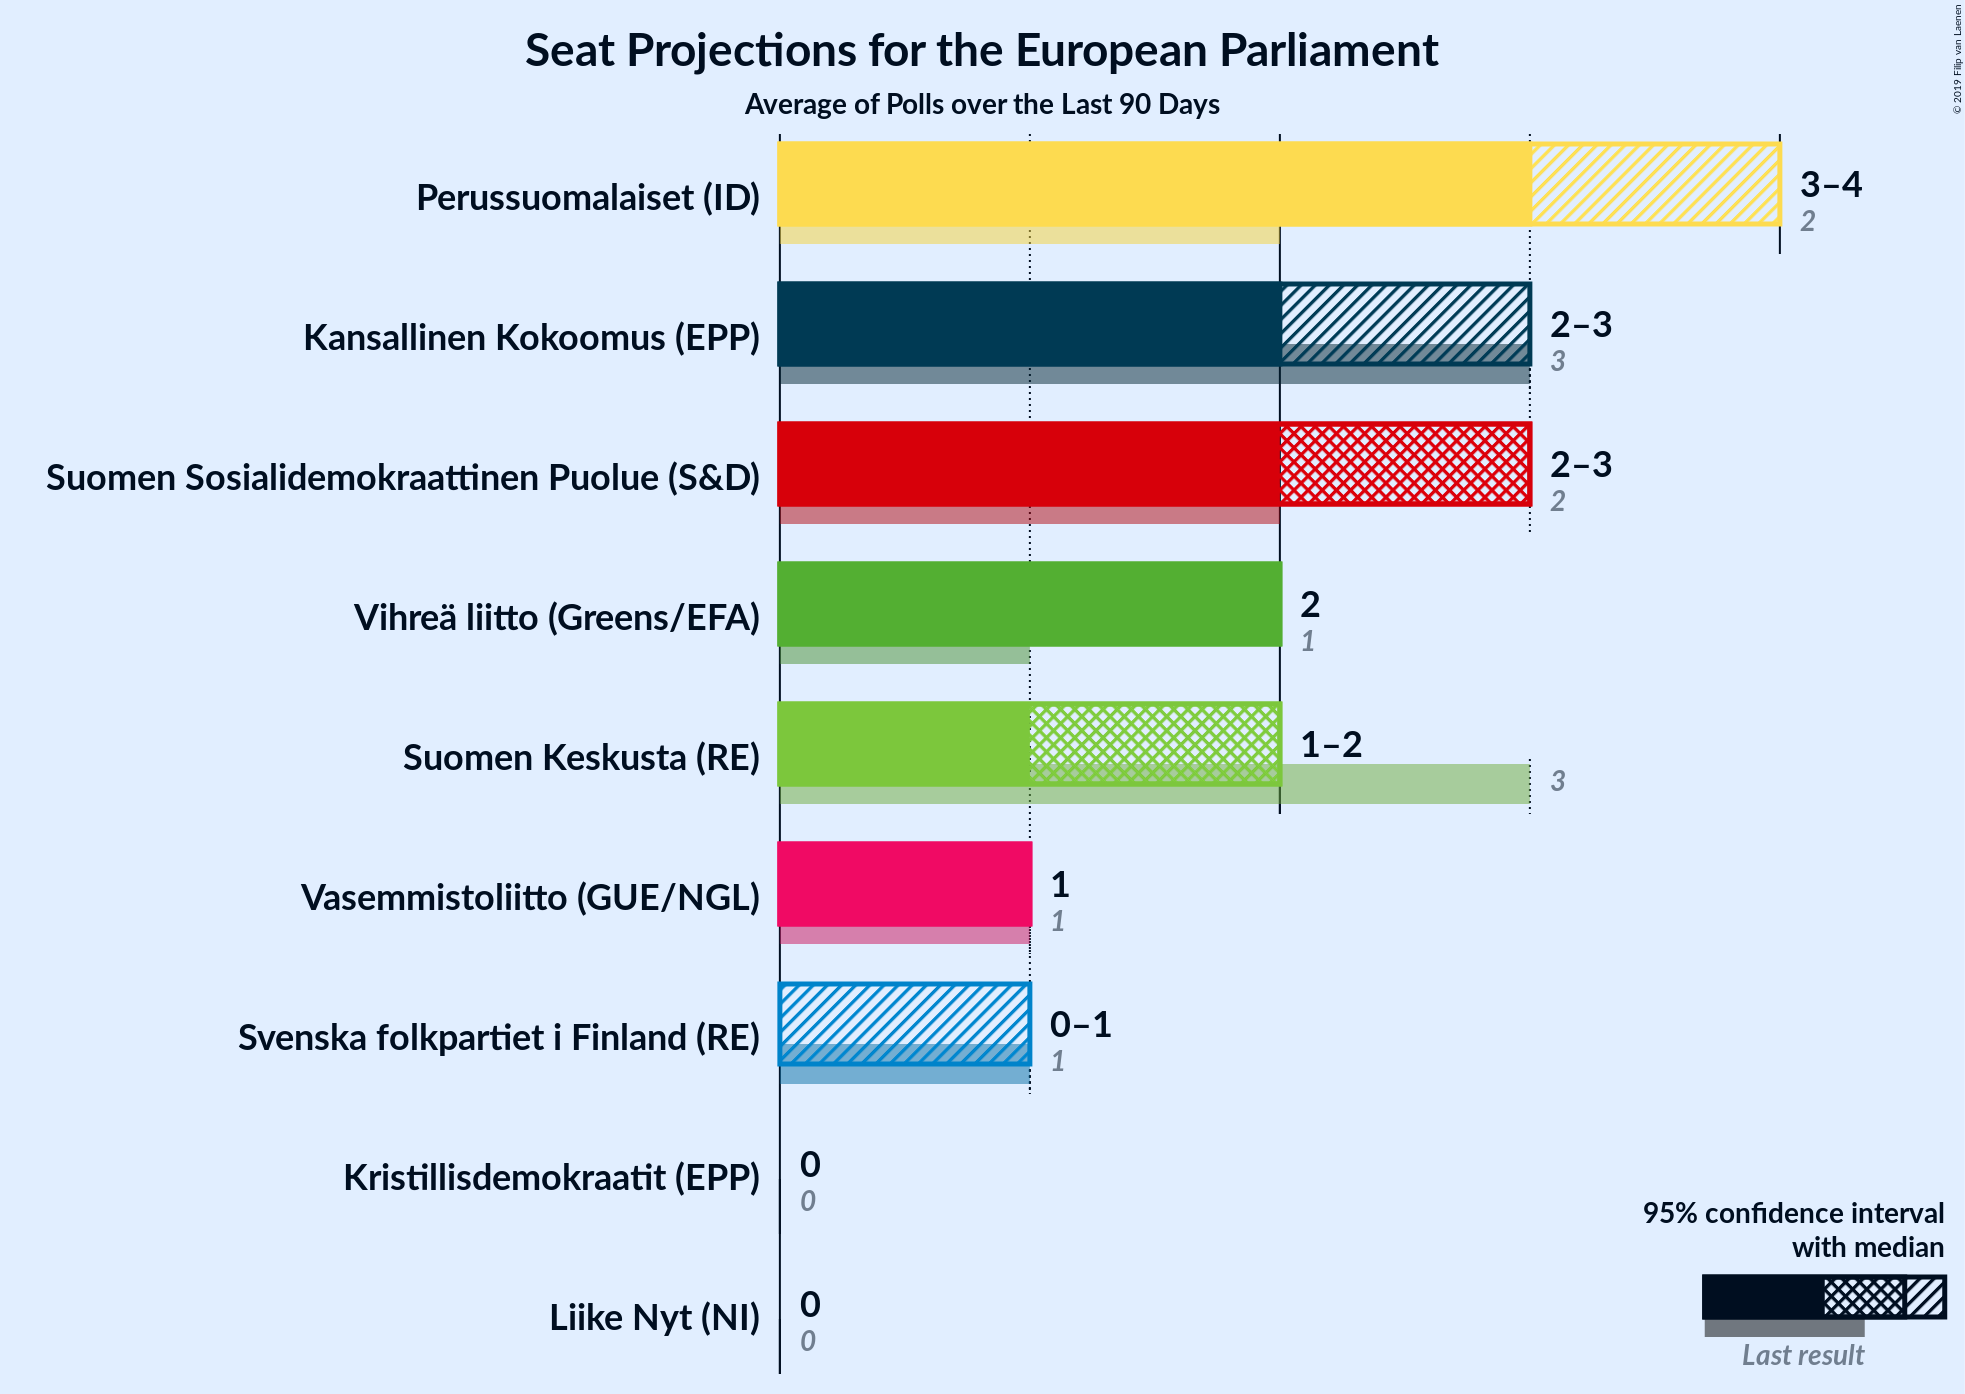 Seat Projections for the European Parliament
Average of Polls over the Last 90 Days
© 2019 Filip van Laenen
Perussuomalaiset (ID)
3–4
2
Kansallinen Kokoomus (EPP)
2–3
3
Suomen Sosialidemokraattinen Puolue (S&D)
2–3
2
Vihreä liitto (Greens/EFA)
2
1
Suomen Keskusta (RE)
1–2
3
Vasemmistoliitto (GUE/NGL)
1
1
Svenska folkpartiet i Finland (RE)
0–1
1
Kristillisdemokraatit (EPP)
0
0
Liike Nyt (NI)
0
0
95% confidence interval
with median
Last result